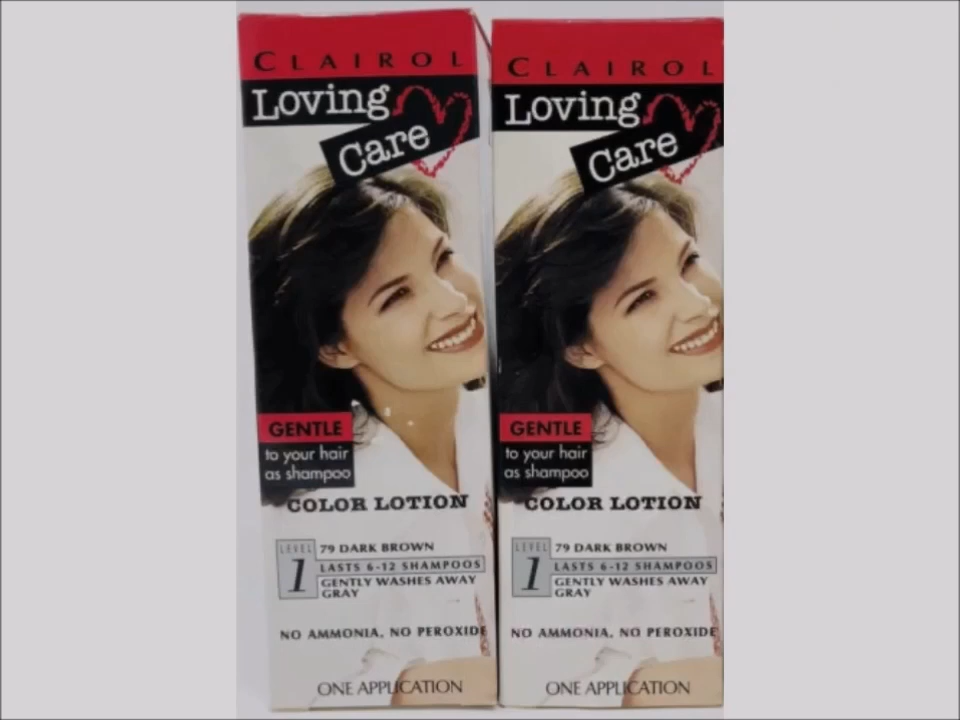 CLAIROL
Loving
Care
GENTLE
to your hair
as shampoo
COLOR LOTION
LEVEL
1
79 DARK BROWN
LASTS 6-12 SHAMPOOS
GENTLY WASHES AWAY
GRAY
NO AMMONIA, NO PEROXIDE
ONE APPLICATION
CLAIROL
Loving
Care
GENTLE
to your hair
as shampoo
COLOR LOTION
LEVEL
1
79 DARK BROWN
LASTS 6-12 SHAMPOOS
GENTLY WASHES AWAY
GRAY
NO AMMONIA, NO PEROXIDE
ONE APPLICATION